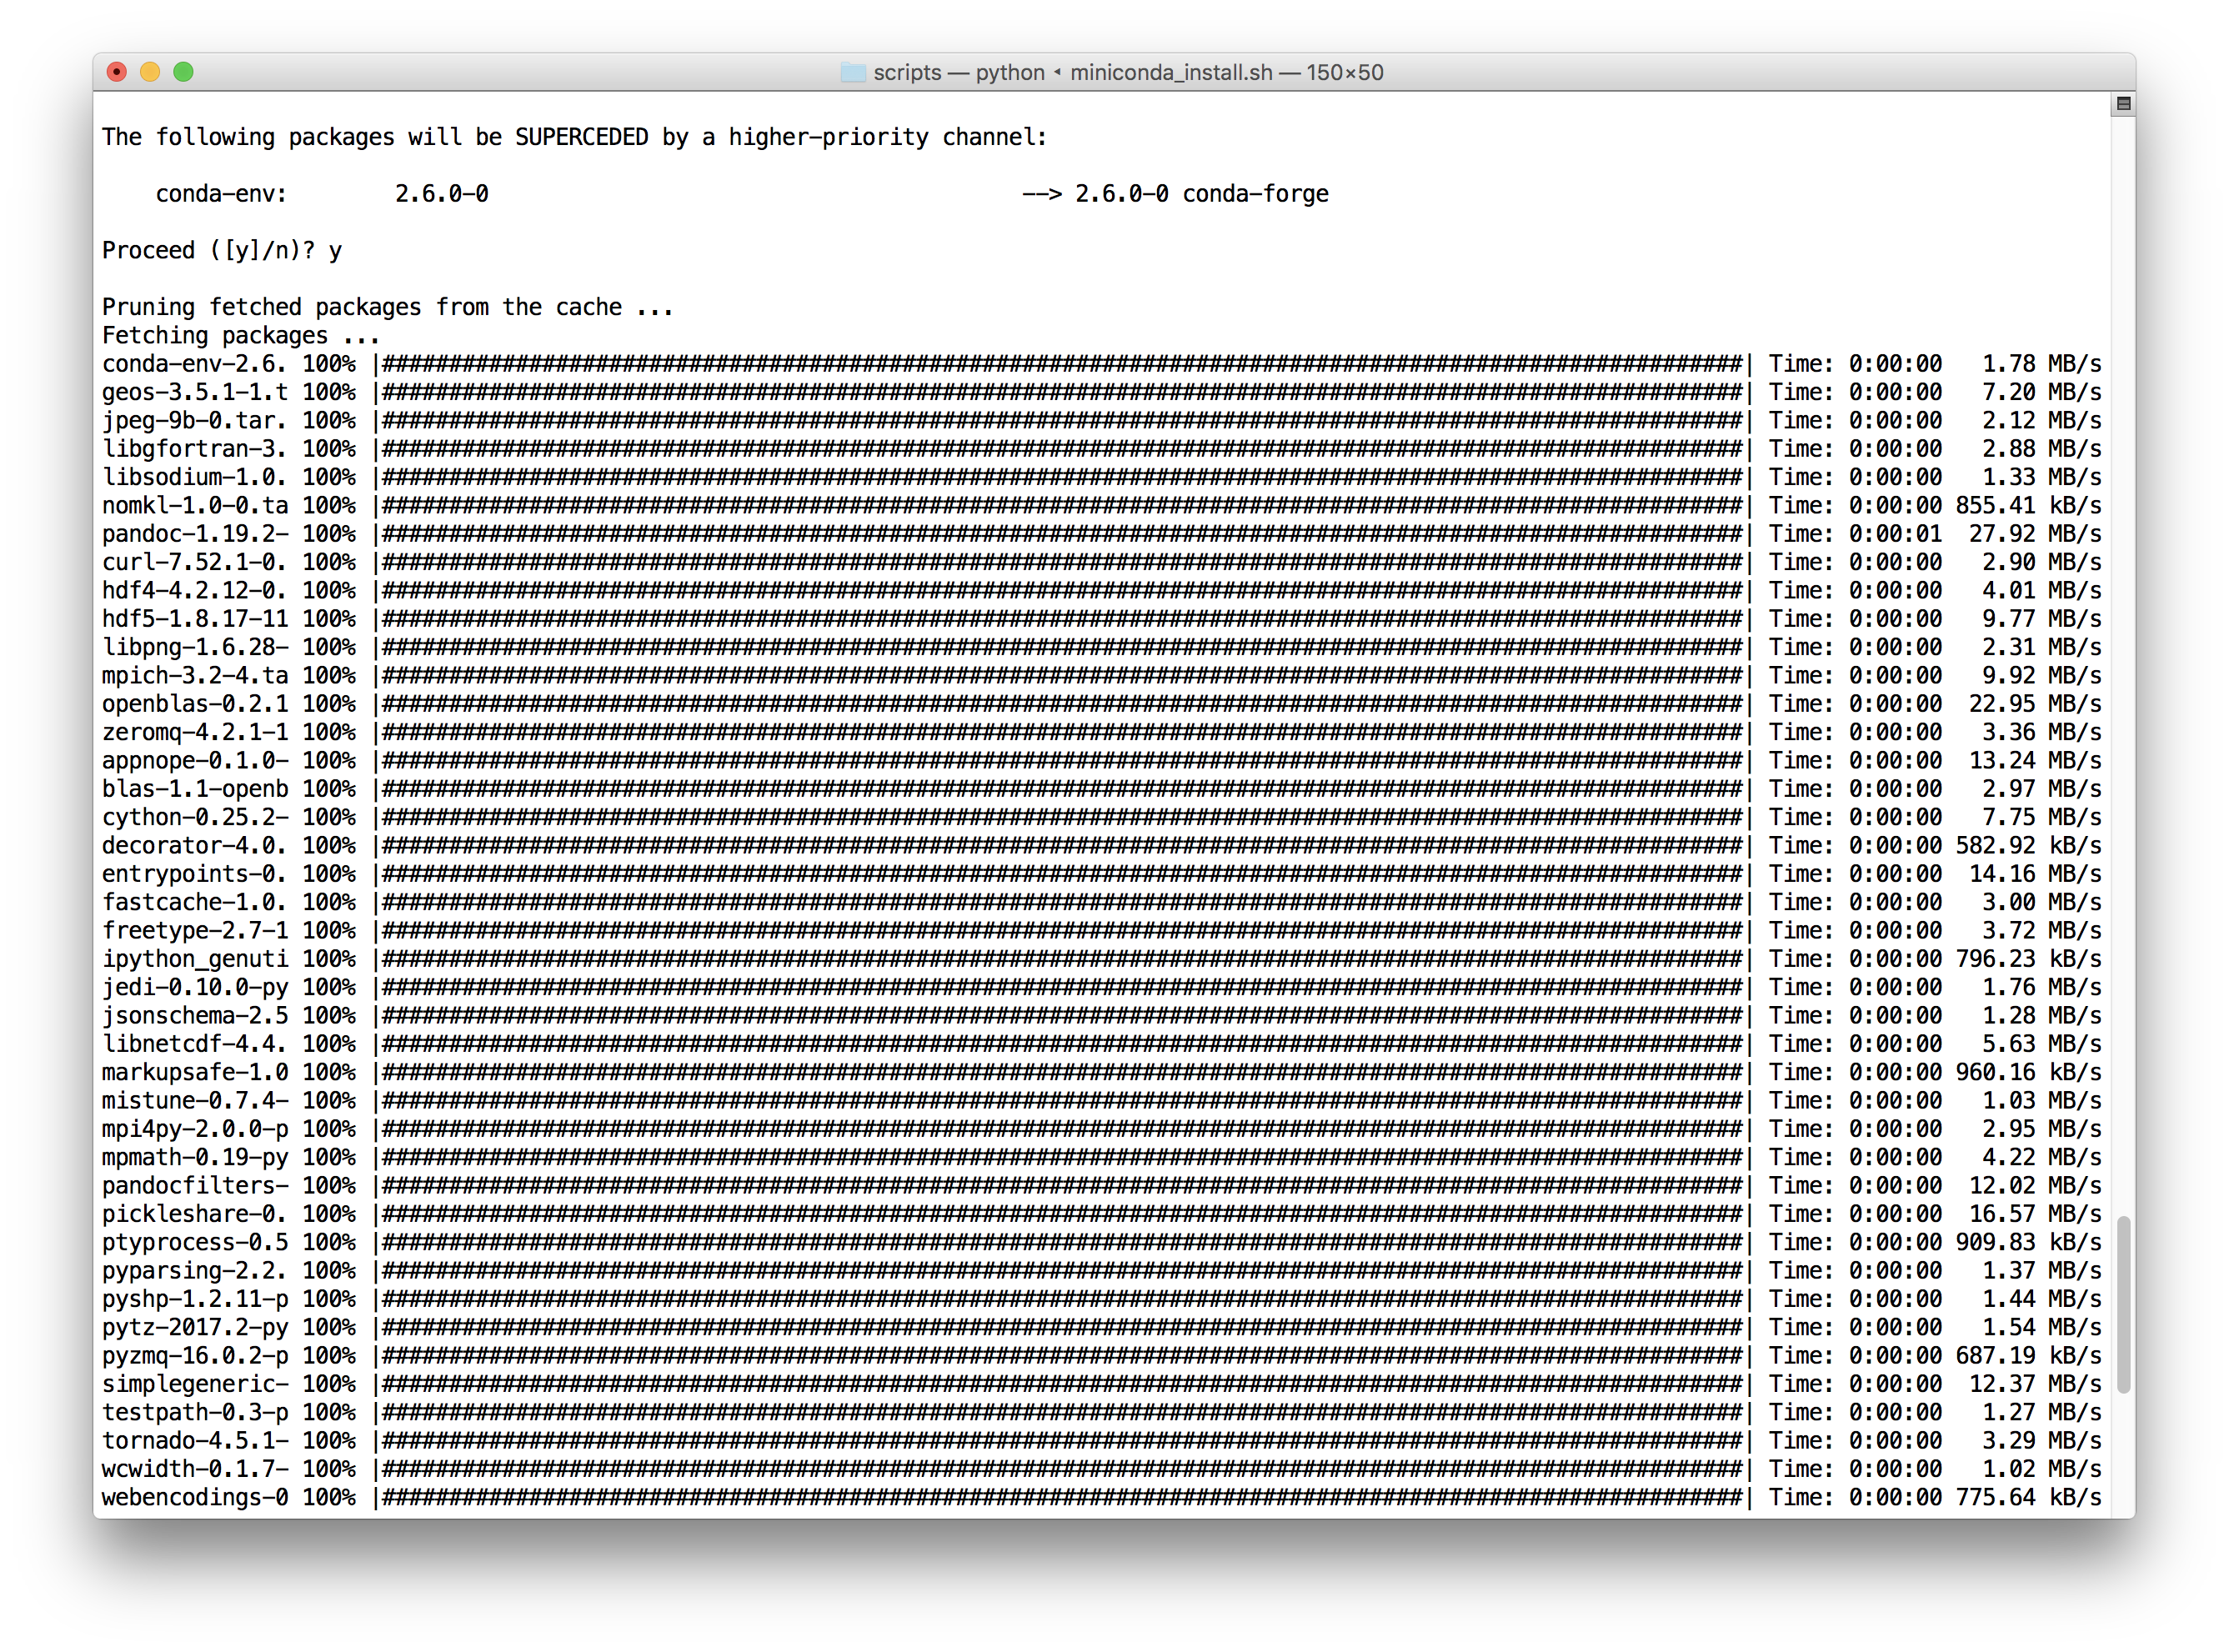 scripts — python ◂ miniconda_install.sh — 150×50
The following packages will be SUPERCEDED by a higher-priority channel:
conda-env: 2.6.0-0 --> 2.6.0-0 conda-forge
Proceed ([y]/n)? y
Pruning fetched packages from the cache ...
Fetching packages ...
conda-env-2.6. 100% |######################################################################################################| Time: 0:00:00 1.78 MB/s
geos-3.5.1-1.t 100% |######################################################################################################| Time: 0:00:00 7.20 MB/s
jpeg-9b-0.tar. 100% |######################################################################################################| Time: 0:00:00 2.12 MB/s
libgfortran-3. 100% |######################################################################################################| Time: 0:00:00 2.88 MB/s
libsodium-1.0. 100% |######################################################################################################| Time: 0:00:00 1.33 MB/s
nomkl-1.0-0.ta 100% |######################################################################################################| Time: 0:00:00 855.41 kB/s
pandoc-1.19.2- 100% |######################################################################################################| Time: 0:00:01 27.92 MB/s
curl-7.52.1-0. 100% |######################################################################################################| Time: 0:00:00 2.90 MB/s
hdf4-4.2.12-0. 100% |######################################################################################################| Time: 0:00:00 4.01 MB/s
hdf5-1.8.17-11 100% |######################################################################################################| Time: 0:00:00 9.77 MB/s
libpng-1.6.28- 100% |######################################################################################################| Time: 0:00:00 2.31 MB/s
mpich-3.2-4.ta 100% |######################################################################################################| Time: 0:00:00 9.92 MB/s
openblas-0.2.1 100% |######################################################################################################| Time: 0:00:00 22.95 MB/s
zeromq-4.2.1-1 100% |######################################################################################################| Time: 0:00:00 3.36 MB/s
appnope-0.1.0- 100% |######################################################################################################| Time: 0:00:00 13.24 MB/s
blas-1.1-openb 100% |######################################################################################################| Time: 0:00:00 2.97 MB/s
cython-0.25.2- 100% |######################################################################################################| Time: 0:00:00 7.75 MB/s
decorator-4.0. 100% |######################################################################################################| Time: 0:00:00 582.92 kB/s
entrypoints-0. 100% |######################################################################################################| Time: 0:00:00 14.16 MB/s
fastcache-1.0. 100% |######################################################################################################| Time: 0:00:00 3.00 MB/s
freetype-2.7-1 100% |######################################################################################################| Time: 0:00:00 3.72 MB/s
ipython_genuti 100% |######################################################################################################| Time: 0:00:00 796.23 kB/s
jedi-0.10.0-py 100% |######################################################################################################| Time: 0:00:00 1.76 MB/s
jsonschema-2.5 100% |######################################################################################################| Time: 0:00:00 1.28 MB/s
libnetcdf-4.4. 100% |######################################################################################################| Time: 0:00:00 5.63 MB/s
markupsafe-1.0 100% |######################################################################################################| Time: 0:00:00 960.16 kB/s
mistune-0.7.4- 100% |######################################################################################################| Time: 0:00:00 1.03 MB/s
mpi4py-2.0.0-p 100% |######################################################################################################| Time: 0:00:00 2.95 MB/s
mpmath-0.19-py 100% |######################################################################################################| Time: 0:00:00 4.22 MB/s
pandocfilters- 100% |######################################################################################################| Time: 0:00:00 12.02 MB/s
pickleshare-0. 100% |######################################################################################################| Time: 0:00:00 16.57 MB/s
ptyprocess-0.5 100% |######################################################################################################| Time: 0:00:00 909.83 kB/s
pyparsing-2.2. 100% |######################################################################################################| Time: 0:00:00 1.37 MB/s
pyshp-1.2.11-p 100% |######################################################################################################| Time: 0:00:00 1.44 MB/s
pytz-2017.2-py 100% |######################################################################################################| Time: 0:00:00 1.54 MB/s
pyzmq-16.0.2-p 100% |######################################################################################################| Time: 0:00:00 687.19 kB/s
simplegeneric- 100% |######################################################################################################| Time: 0:00:00 12.37 MB/s
testpath-0.3-p 100% |######################################################################################################| Time: 0:00:00 1.27 MB/s
tornado-4.5.1- 100% |######################################################################################################| Time: 0:00:00 3.29 MB/s
wcwidth-0.1.7- 100% |######################################################################################################| Time: 0:00:00 1.02 MB/s
webencodings-0 100% |######################################################################################################| Time: 0:00:00 775.64 kB/s